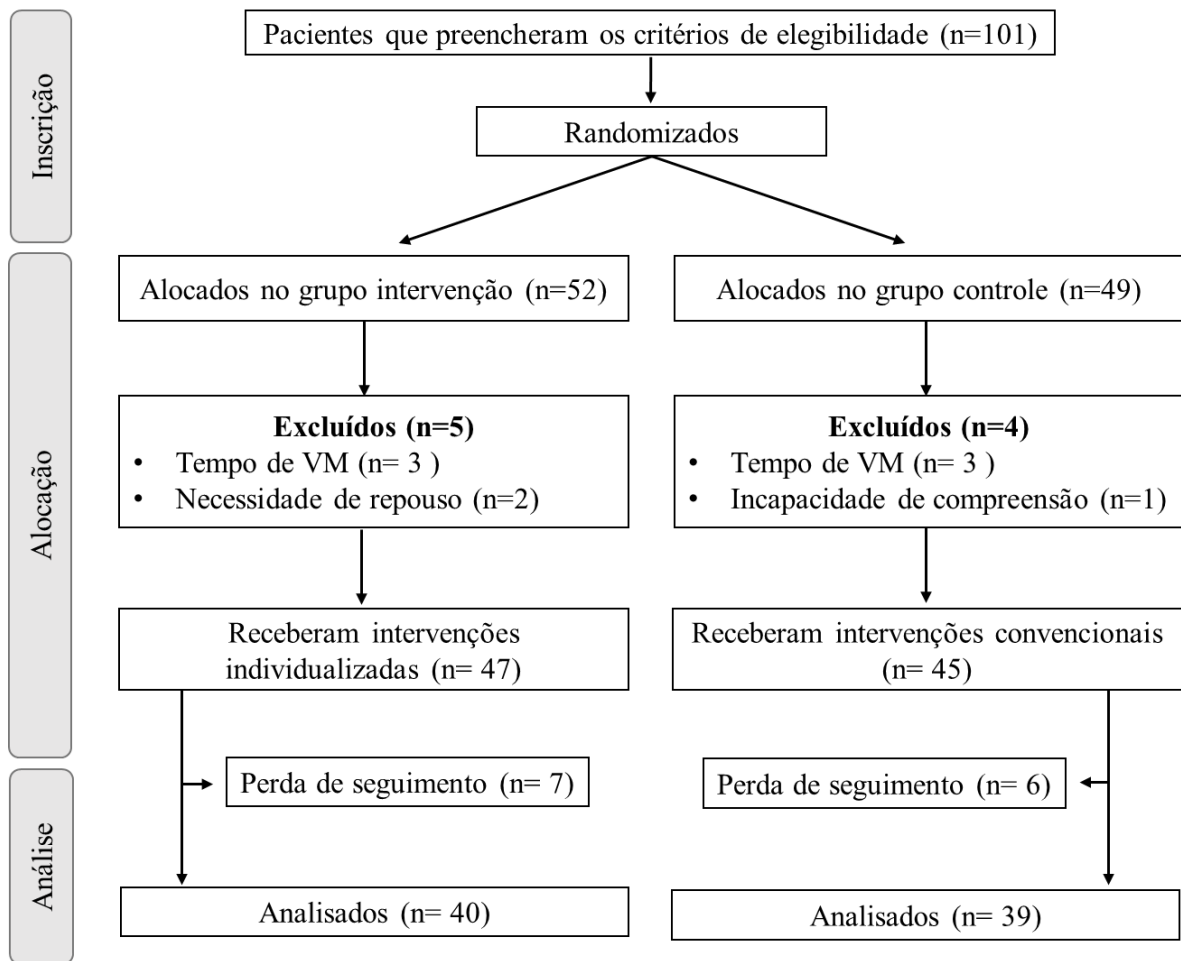 Inscrição
Pacientes que preencheram os critérios de elegibilidade (n=101)
Randomizados
Alocação
Alocados no grupo intervenção (n=52)
Alocados no grupo controle (n=49)
Excluídos (n=5)
• Tempo de VM (n= 3 )
• Necessidade de repouso (n=2)
Excluídos (n=4)
• Tempo de VM (n= 3 )
• Incapacidade de compreensão (n=1)
Receberam intervenções
individualizadas (n= 47)
Receberam intervenções convencionais
(n= 45)
Análise
Perda de seguimento (n= 7)
Perda de seguimento (n= 6)
Analisados (n= 40)
Analisados (n= 39)